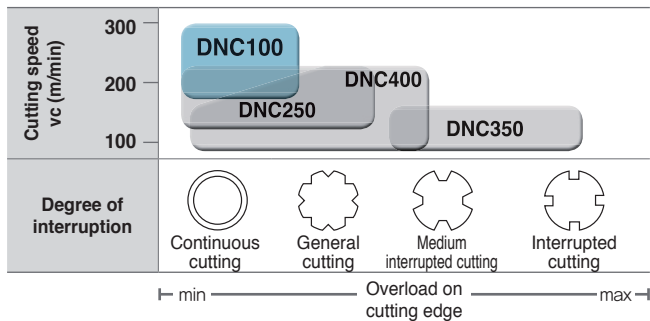 Cutting speed
vc (m/min)
300
200
100
DNC100
DNC400
DNC250
DNC350
Degree of
interruption
Continuous
cutting
General
cutting
Medium
interrupted cutting
Interrupted
cutting
min
Overload on
cutting edge
max